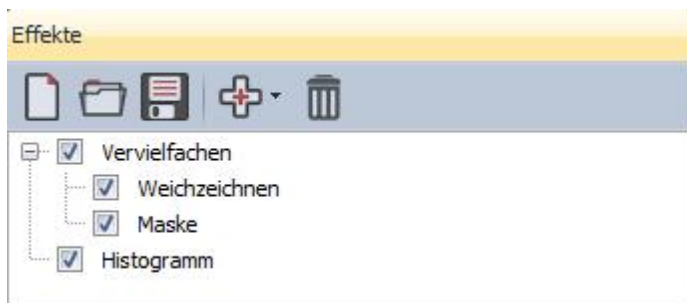 Effekte
Vervielfachen
Weichzeichnen
Maske
Histogramm